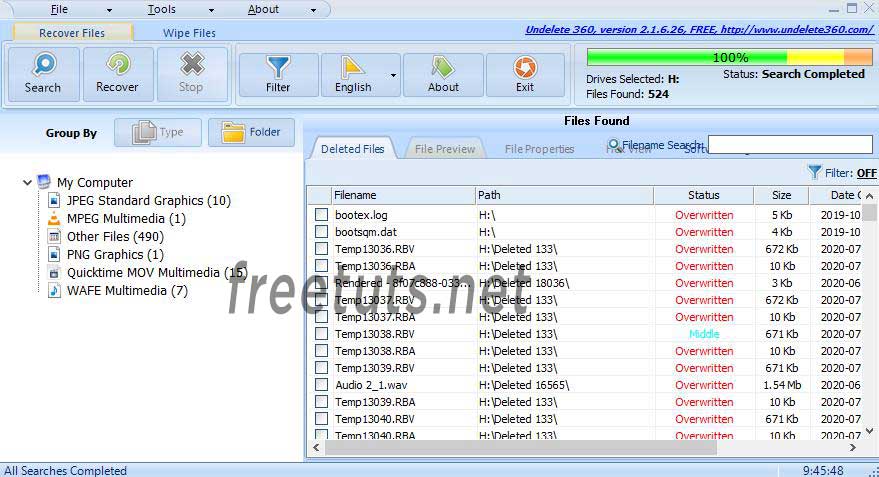 File Tools About
Recover Files Wipe Files
Undelete 360, version 2.1.6.26, FREE, http://www.undelete360.com/
Search Recover Stop Filter English About Exit
100%
Status: Search Completed
Drives Selected: H:
Files Found: 524
Group By Type Folder
My Computer
JPEG Standard Graphics (10)
MPEG Multimedia (1)
Other Files (490)
PNG Graphics (1)
Quicktime MOV Multimedia (15)
WAFE Multimedia (7)
Files Found
Deleted Files File Preview File Properties Filename Search:
Filter: OFF
Filename Path Status Size Date
bootex.log H:\ Overwritten 5 Kb 2019-10
bootsqm.dat H:\ Overwritten 4 Kb 2019-10
Temp13036.RBV H:\Deleted 133\ Overwritten 672 Kb 2020-07
Temp13036.RBA H:\Deleted 133\ Overwritten 10 Kb 2020-07
Rendered - 8f07c888-033... H:\Deleted 18036\ Overwritten 3 Kb 2020-06
Temp13037.RBV H:\Deleted 133\ Overwritten 672 Kb 2020-07
Temp13037.RBA H:\Deleted 133\ Overwritten 10 Kb 2020-07
Temp13038.RBV H:\Deleted 133\ Middle 671 Kb 2020-07
Temp13038.RBA H:\Deleted 133\ Overwritten 10 Kb 2020-07
Temp13039.RBV H:\Deleted 133\ Overwritten 671 Kb 2020-07
Audio 2_1.wav H:\Deleted 16565\ Overwritten 1.54 Mb 2020-06
Temp13039.RBA H:\Deleted 133\ Overwritten 10 Kb 2020-07
Temp13040.RBV H:\Deleted 133\ Overwritten 671 Kb 2020-07
Temp13040.RBA H:\Deleted 133\ Overwritten 10 Kb 2020-07
freetuts.net
All Searches Completed 9:45:48